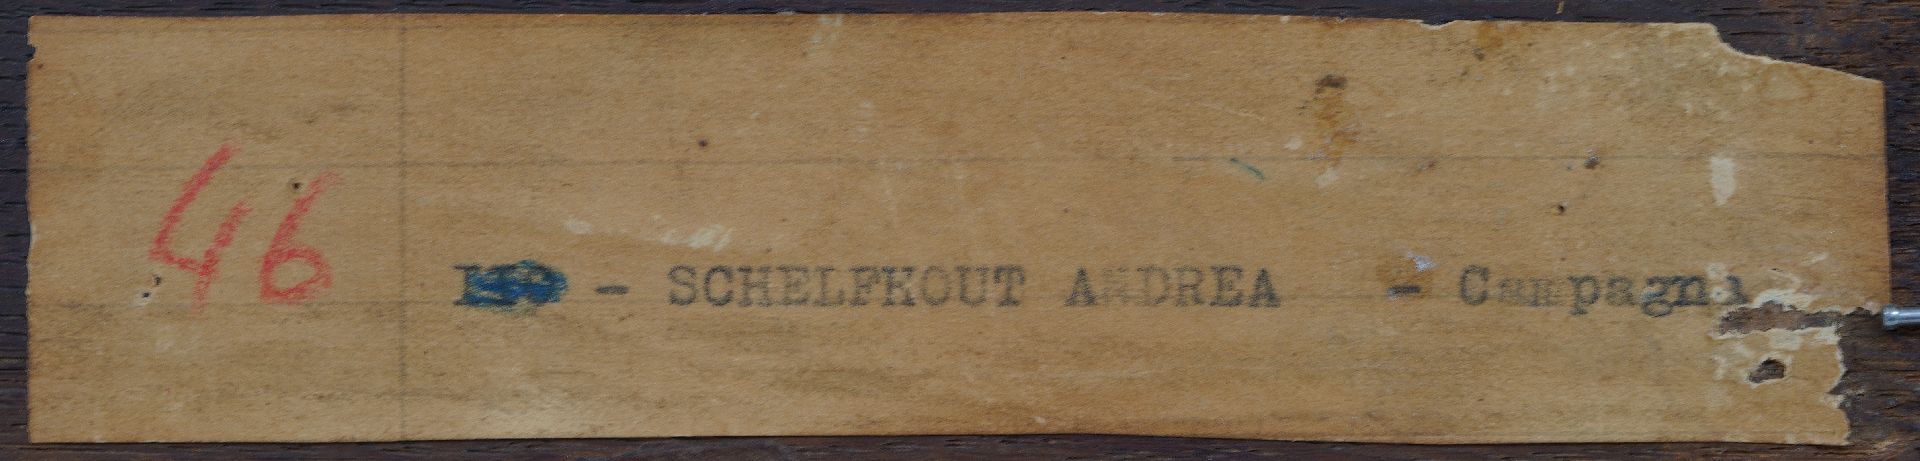 46
- SCHELFHOUT ANDREA - Campagna